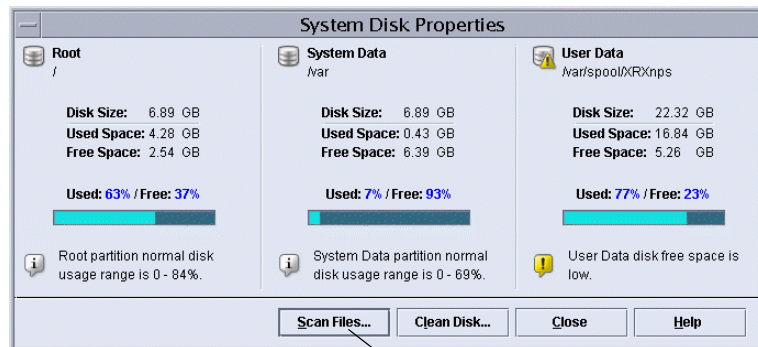 System Disk Properties
Root
/
Disk Size: 6.89 GB
Used Space: 4.28 GB
Free Space: 2.54 GB
Used: 63% / Free: 37%
Root partition normal disk
usage range is 0 - 84%.
System Data
/var
Disk Size: 6.89 GB
Used Space: 0.43 GB
Free Space: 6.39 GB
Used: 7% / Free: 93%
System Data partition normal
disk usage range is 0 - 69%.
User Data
/var/spool/XRXnps
Disk Size: 22.32 GB
Used Space: 16.84 GB
Free Space: 5.26 GB
Used: 77% / Free: 23%
User Data disk free space is
low.
Scan Files...
Clean Disk...
Close
Help